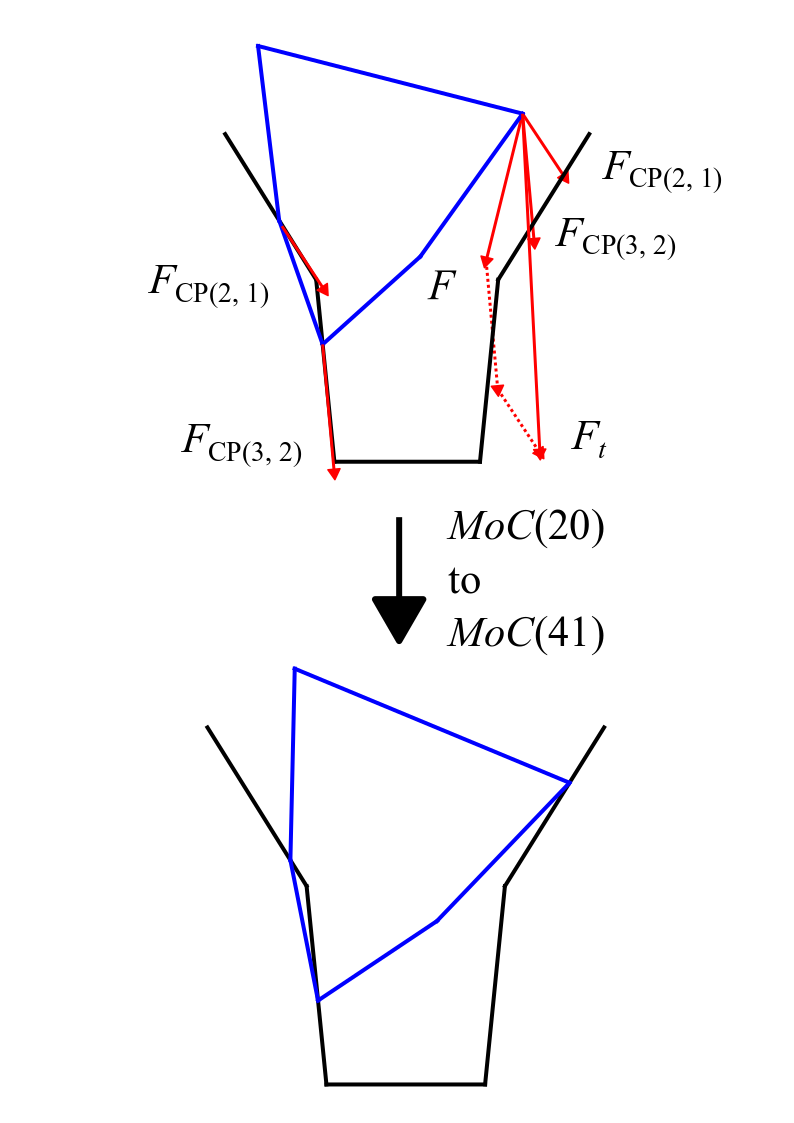 F_CP(2, 1)
F_CP(3, 2)
F_CP(2, 1)
F
F_CP(3, 2)
F_t
MoC(20)
to
MoC(41)